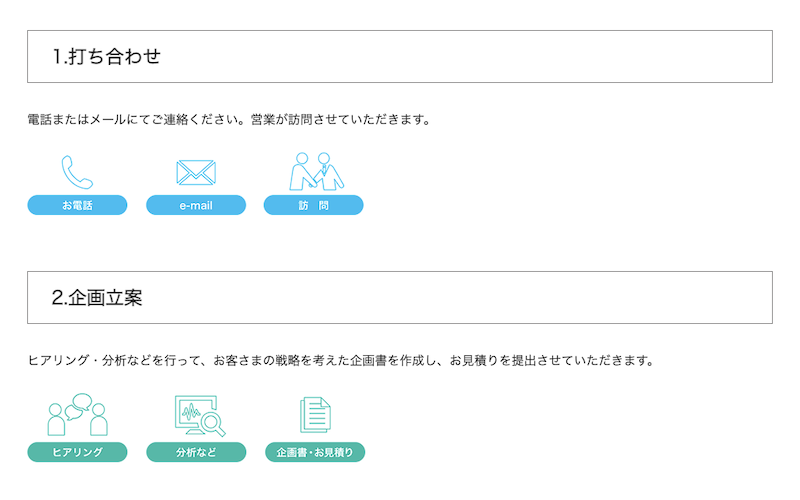 1.打ち合わせ
電話またはメールにてご連絡ください。営業が訪問させていただきます。
お電話
e-mail
訪　問
2.企画立案
ヒアリング・分析などを行って、お客さまの戦略を考えた企画書を作成し、お見積りを提出させていただきます。
ヒアリング
分析など
企画書・お見積り